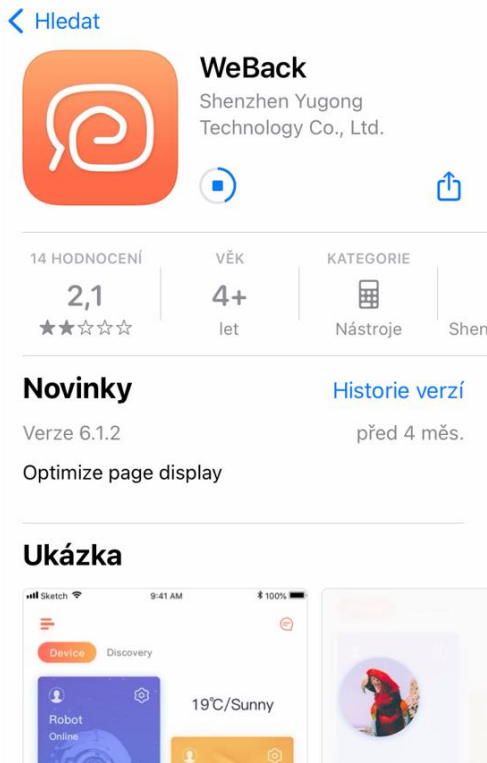 Hledat
WeBack
Shenzhen Yugong
Technology Co., Ltd.
14 HODNOCENÍ
VĚK
KATEGORIE
2,1
4+
let
Nástroje
Shen
Novinky
Historie verzí
Verze 6.1.2
před 4 měs.
Optimize page display
Ukázka
Sketch
9:41 AM
100%
Device
Discovery
19°C/Sunny
Robot
Online